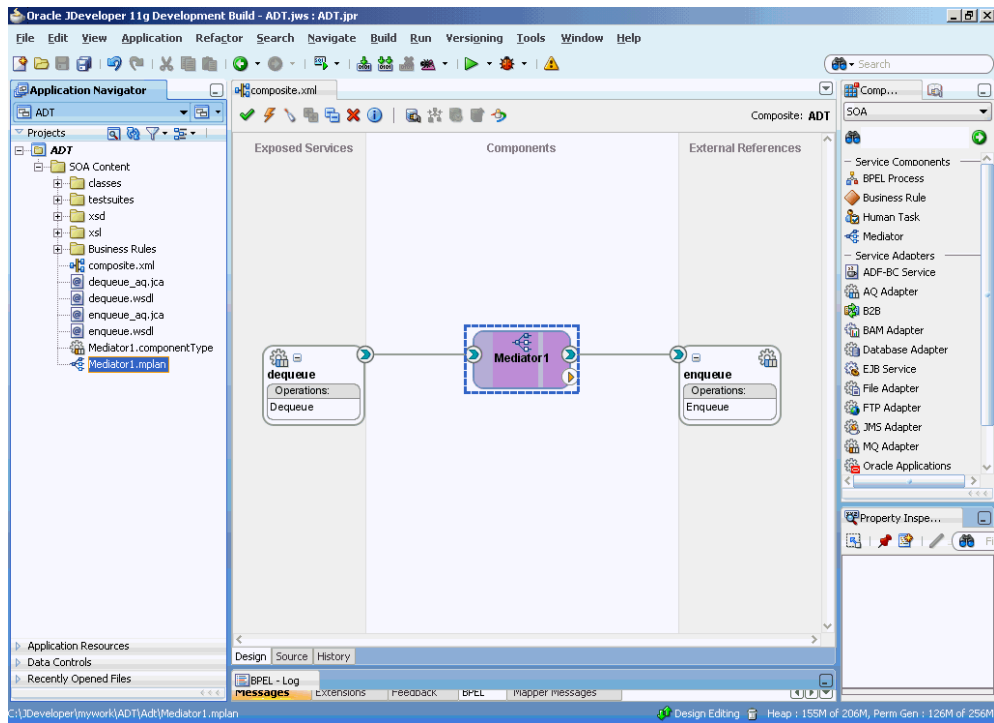 Oracle JDeveloper 11g Development Build - ADT.jws : ADT.jpr
File Edit View Application Refactor Search Navigate Build Run Versioning Tools Window Help
Search
Application Navigator
ADT
Projects
ADT
SOA Content
classes
testsuites
xsd
xsl
Business Rules
composite.xml
dequeue_aq.jca
dequeue.wsdl
enqueue_aq.jca
enqueue.wsdl
Mediator1.componentType
Mediator1.mplan
Application Resources
Data Controls
Recently Opened Files
composite.xml
Composite: ADT
Exposed Services
Components
External References
dequeue
Operations:
Dequeue
Mediator1
enqueue
Operations:
Enqueue
Design Source History
BPEL - Log
Messages Extensions Feedback BPEL Mapper Messages
Comp...
SOA
Service Components
BPEL Process
Business Rule
Human Task
Mediator
Service Adapters
ADF-BC Service
AQ Adapter
B2B
BAM Adapter
Database Adapter
EJB Service
File Adapter
FTP Adapter
JMS Adapter
MQ Adapter
Oracle Applications
Property Inspe...
Fi
C:\JDeveloper\mywork\ADT\Adt\Mediator1.mplan
Design Editing
Heap : 155M of 206M, Perm Gen : 126M of 256M